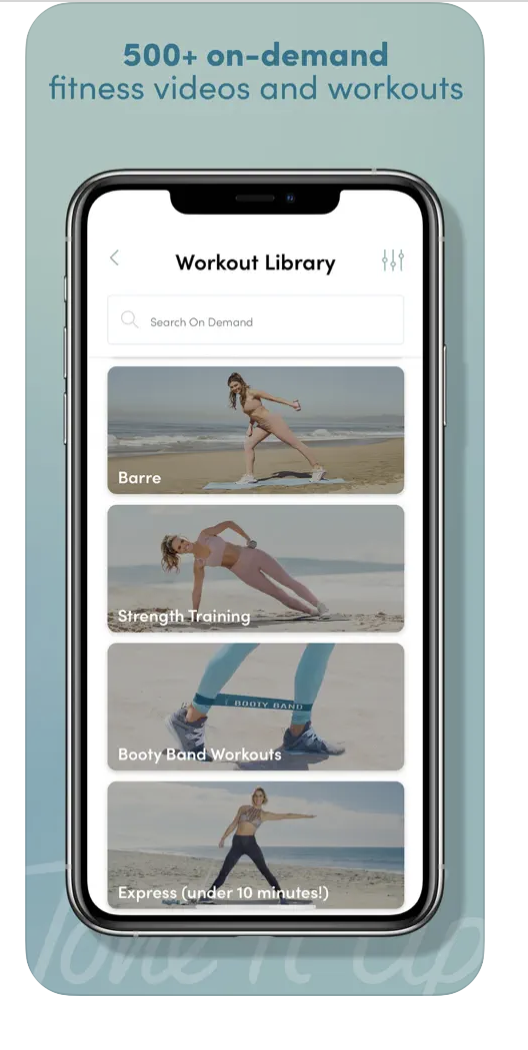 500+ on-demand
fitness videos and workouts
Workout Library
Search On Demand
Barre
Strength Training
BOOTY BAND
Booty Band Workouts
Express (under 10 minutes!)
Tone It Up